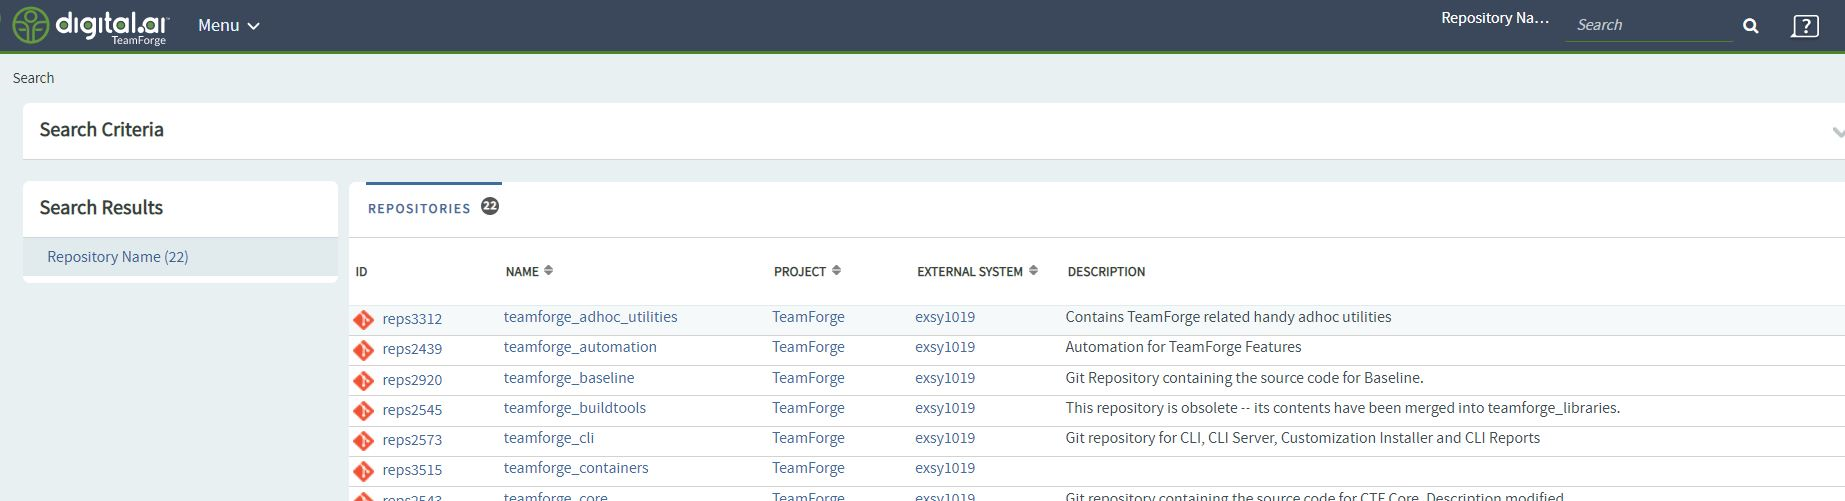 digital.ai
TeamForge
Menu
Repository Na...
Search
?
Search
Search Criteria
Search Results
Repository Name (22)
REPOSITORIES 22
ID NAME PROJECT EXTERNAL SYSTEM DESCRIPTION
reps3312 teamforge_adhoc_utilities TeamForge exsy1019 Contains TeamForge related handy adhoc utilities
reps2439 teamforge_automation TeamForge exsy1019 Automation for TeamForge Features
reps2920 teamforge_baseline TeamForge exsy1019 Git Repository containing the source code for Baseline.
reps2545 teamforge_buildtools TeamForge exsy1019 This repository is obsolete -- its contents have been merged into teamforge_libraries.
reps2573 teamforge_cli TeamForge exsy1019 Git repository for CLI, CLI Server, Customization Installer and CLI Reports
reps3515 teamforge_containers TeamForge exsy1019
reps2543 teamforge_core TeamForge exsy1019 Git repository containing the source code for CTF Core. Description modified